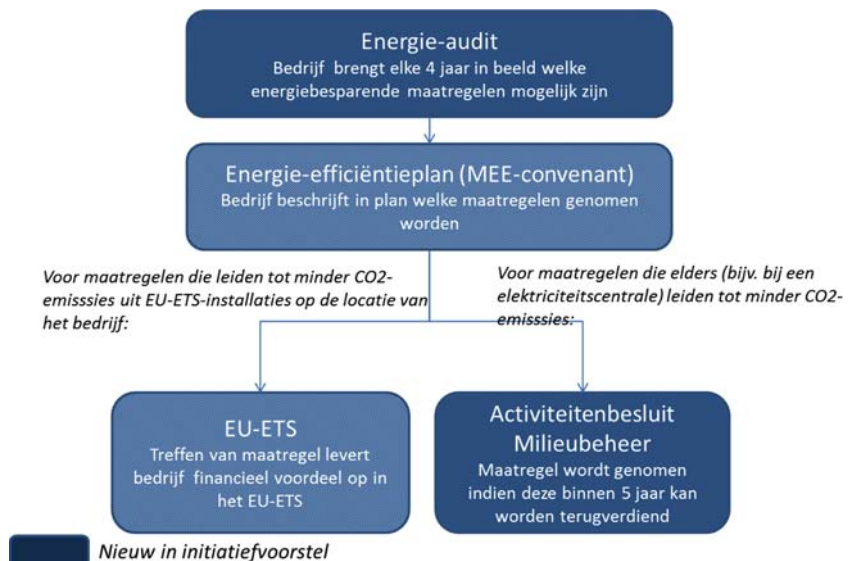 Energie-audit
Bedrijf brengt elke 4 jaar in beeld welke
energiebesparende maatregelen mogelijk zijn
Energie-efficiëntieplan (MEE-convenant)
Bedrijf beschrijft in plan welke maatregelen genomen
worden
Voor maatregelen die leiden tot minder CO2-
emisssies uit EU-ETS-installaties op de locatie van
het bedrijf:
Voor maatregelen die elders (bijv. bij een
elektriciteitscentrale) leiden tot minder CO2-
emisssies:
EU-ETS
Treffen van maatregel levert
bedrijf financieel voordeel op in
het EU-ETS
Activiteitenbesluit
Milieubeheer
Maatregel wordt genomen
indien deze binnen 5 jaar kan
worden terugverdiend
Nieuw in initiatiefvoorstel